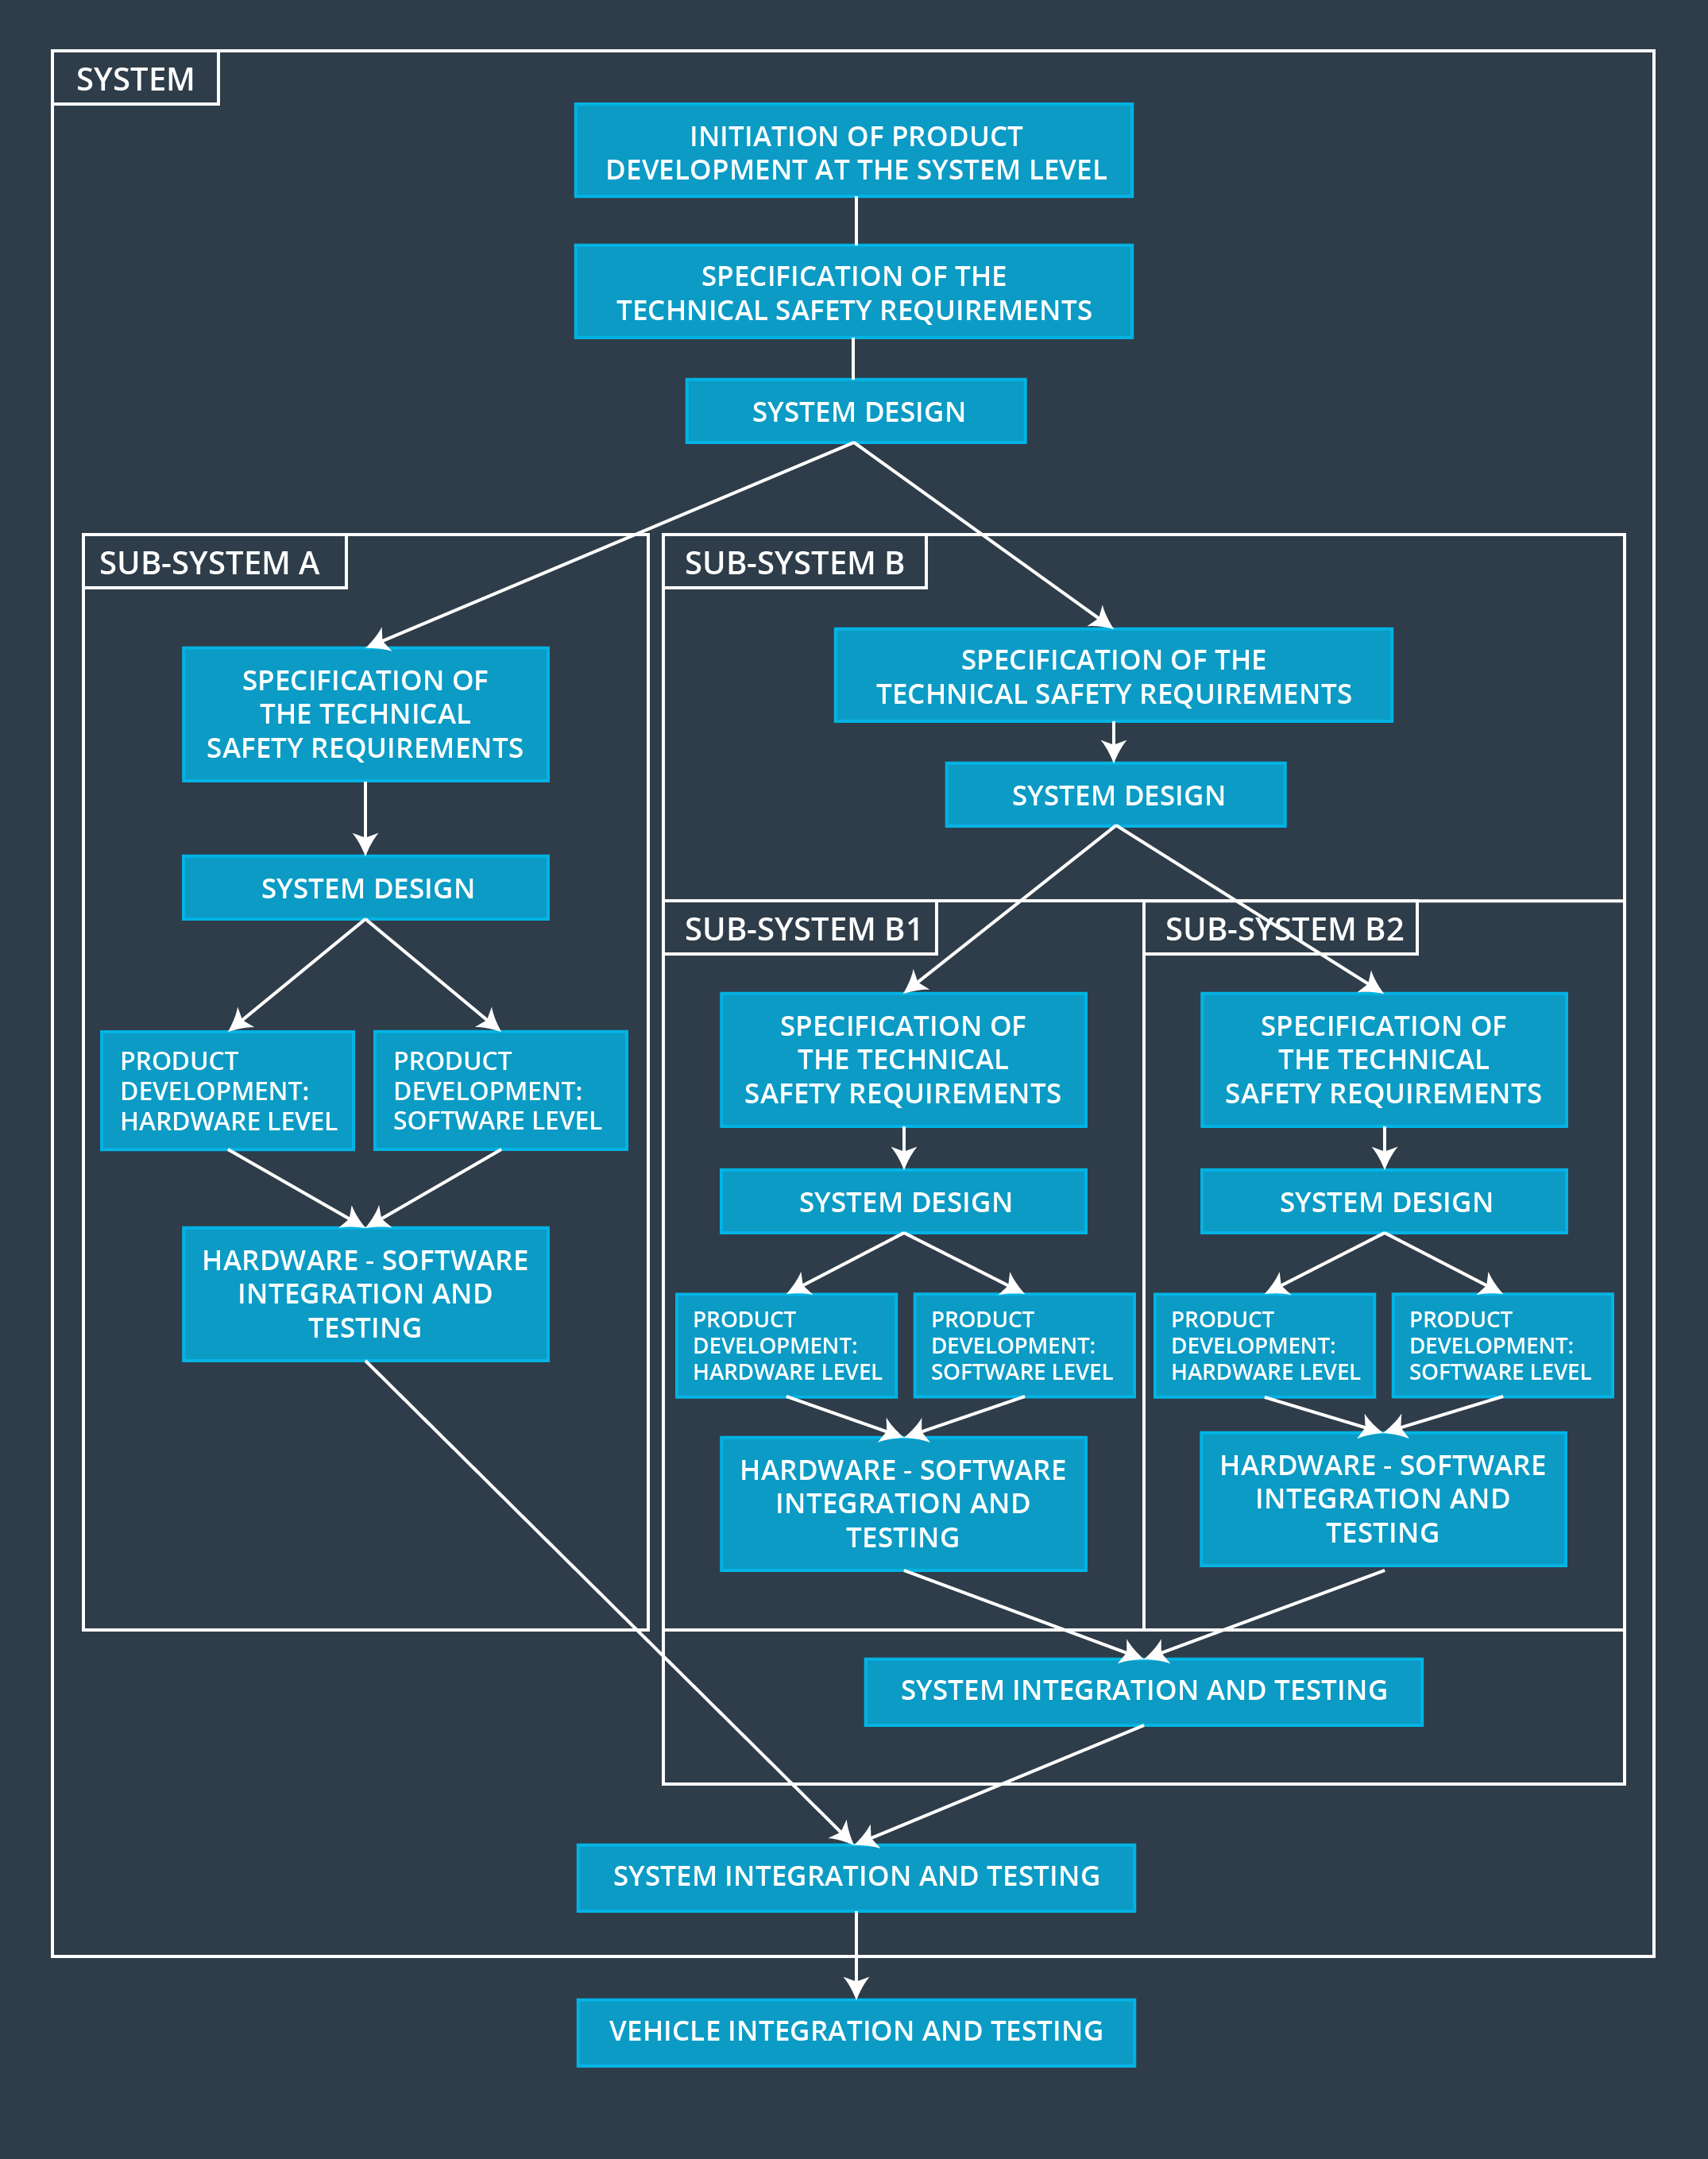 SYSTEM
INITIATION OF PRODUCT
DEVELOPMENT AT THE SYSTEM LEVEL
SPECIFICATION OF THE
TECHNICAL SAFETY REQUIREMENTS
SYSTEM DESIGN
SUB-SYSTEM A
SPECIFICATION OF
THE TECHNICAL
SAFETY REQUIREMENTS
SYSTEM DESIGN
PRODUCT
DEVELOPMENT:
HARDWARE LEVEL
PRODUCT
DEVELOPMENT:
SOFTWARE LEVEL
HARDWARE - SOFTWARE
INTEGRATION AND
TESTING
SUB-SYSTEM B
SPECIFICATION OF THE
TECHNICAL SAFETY REQUIREMENTS
SYSTEM DESIGN
SUB-SYSTEM B1
SPECIFICATION OF
THE TECHNICAL
SAFETY REQUIREMENTS
SYSTEM DESIGN
PRODUCT
DEVELOPMENT:
HARDWARE LEVEL
PRODUCT
DEVELOPMENT:
SOFTWARE LEVEL
HARDWARE - SOFTWARE
INTEGRATION AND
TESTING
SUB-SYSTEM B2
SPECIFICATION OF
THE TECHNICAL
SAFETY REQUIREMENTS
SYSTEM DESIGN
PRODUCT
DEVELOPMENT:
HARDWARE LEVEL
PRODUCT
DEVELOPMENT:
SOFTWARE LEVEL
HARDWARE - SOFTWARE
INTEGRATION AND
TESTING
SYSTEM INTEGRATION AND TESTING
SYSTEM INTEGRATION AND TESTING
VEHICLE INTEGRATION AND TESTING